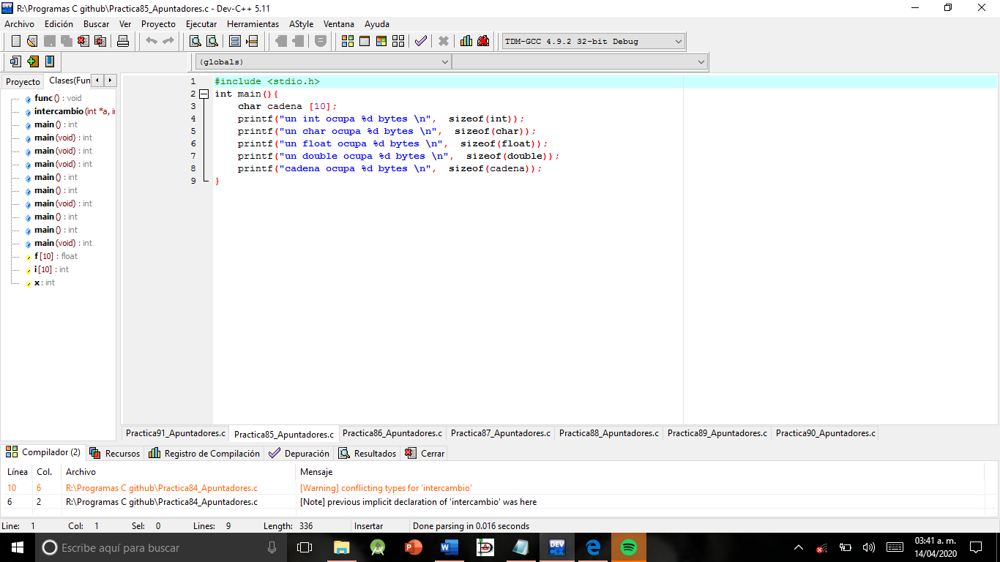 R:\Programas C github\Practica85_Apuntadores.c - Dev-C++ 5.11
Archivo Edición Buscar Ver Proyecto Ejecutar Herramientas AStyle Ventana Ayuda
TDM-GCC 4.9.2 32-bit Debug
(globals)
Proyecto Clases(Fun
func () : void
intercambio (int *a, in
main () : int
main (void) : int
main (void) : int
main (void) : int
main () : int
main () : int
main (void) : int
main () : int
main () : int
main (void) : int
f [10] : float
i [10] : int
x : int
1 #include <stdio.h>
2 int main(){
3 char cadena [10];
4 printf("un int ocupa %d bytes \n", sizeof(int));
5 printf("un char ocupa %d bytes \n", sizeof(char));
6 printf("un float ocupa %d bytes \n", sizeof(float));
7 printf("un double ocupa %d bytes \n", sizeof(double));
8 printf("cadena ocupa %d bytes \n", sizeof(cadena));
9 }
Practica91_Apuntadores.c Practica85_Apuntadores.c Practica86_Apuntadores.c Practica87_Apuntadores.c Practica88_Apuntadores.c Practica89_Apuntadores.c Practica90_Apuntadores.c
Compilador (2) Recursos Registro de Compilación Depuración Resultados Cerrar
Línea Col. Archivo Mensaje
10 6 R:\Programas C github\Practica84_Apuntadores.c [Warning] conflicting types for 'intercambio'
6 2 R:\Programas C github\Practica84_Apuntadores.c [Note] previous implicit declaration of 'intercambio' was here
Line: 1 Col: 1 Sel: 0 Lines: 9 Length: 336 Insertar Done parsing in 0.016 seconds
Escribe aquí para buscar
03:41 a. m.
14/04/2020